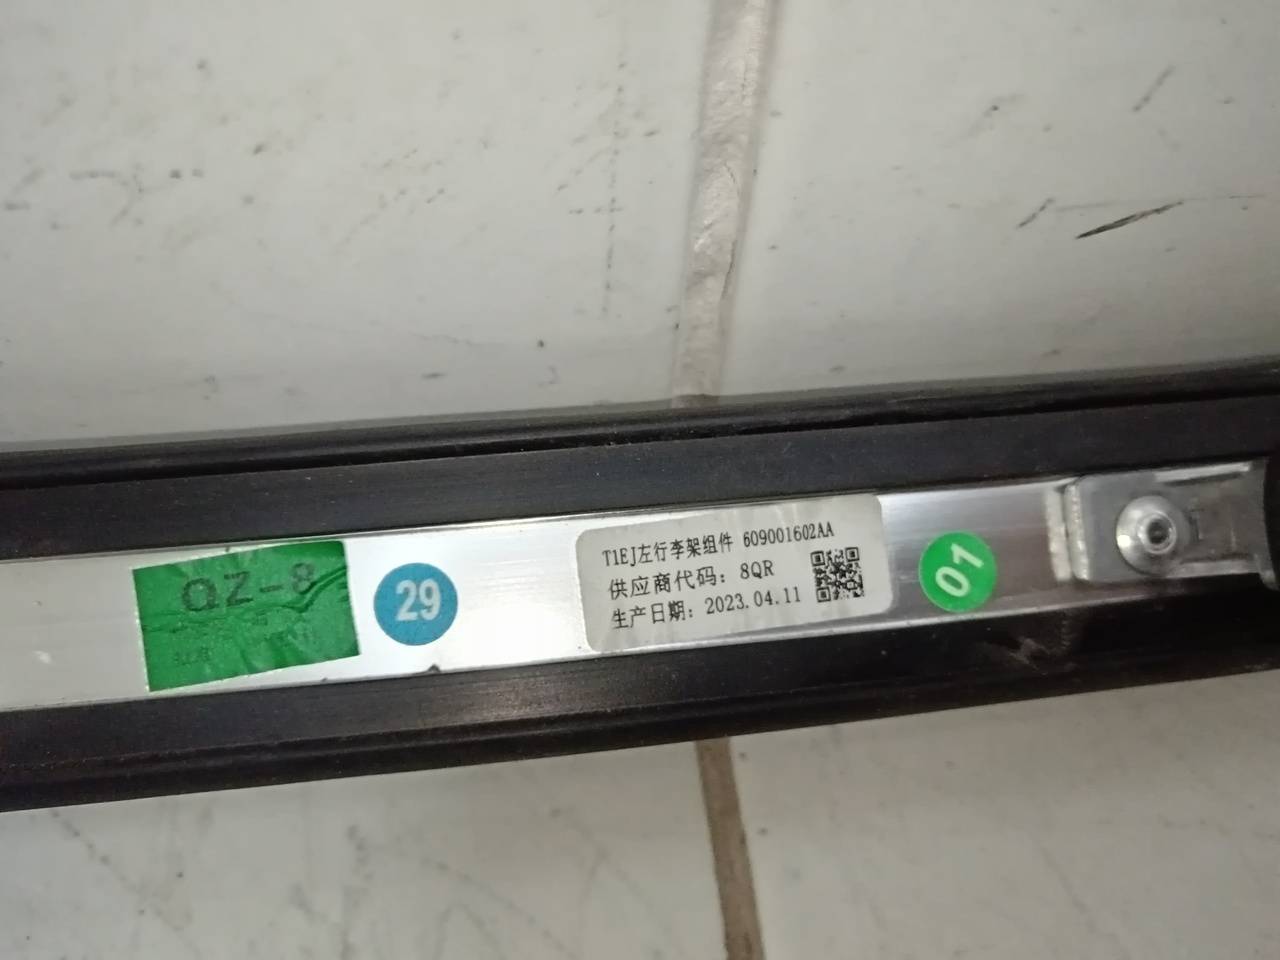 QZ-8
29
T1EJ左行李架组件 609001602AA
供应商代码: 8QR
生产日期: 2023.04.11
01